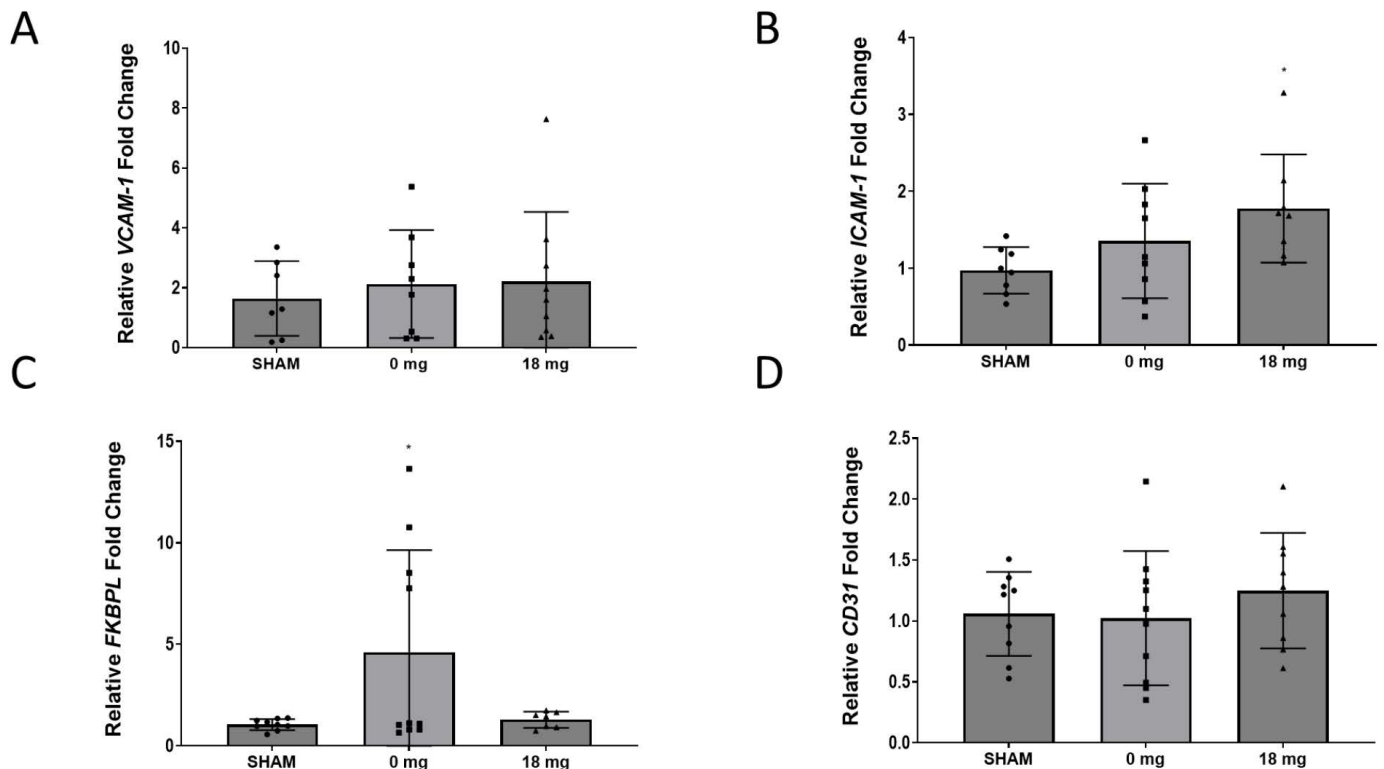 A
Relative VCAM-1 Fold Change
10
8
6
4
2
0
SHAM
0 mg
18 mg
B
Relative ICAM-1 Fold Change
4
3
2
1
0
*
SHAM
0 mg
18 mg
C
Relative FKBPL Fold Change
15
10
5
0
*
SHAM
0 mg
18 mg
D
Relative CD31 Fold Change
2.5
2.0
1.5
1.0
0.5
0.0
SHAM
0 mg
18 mg